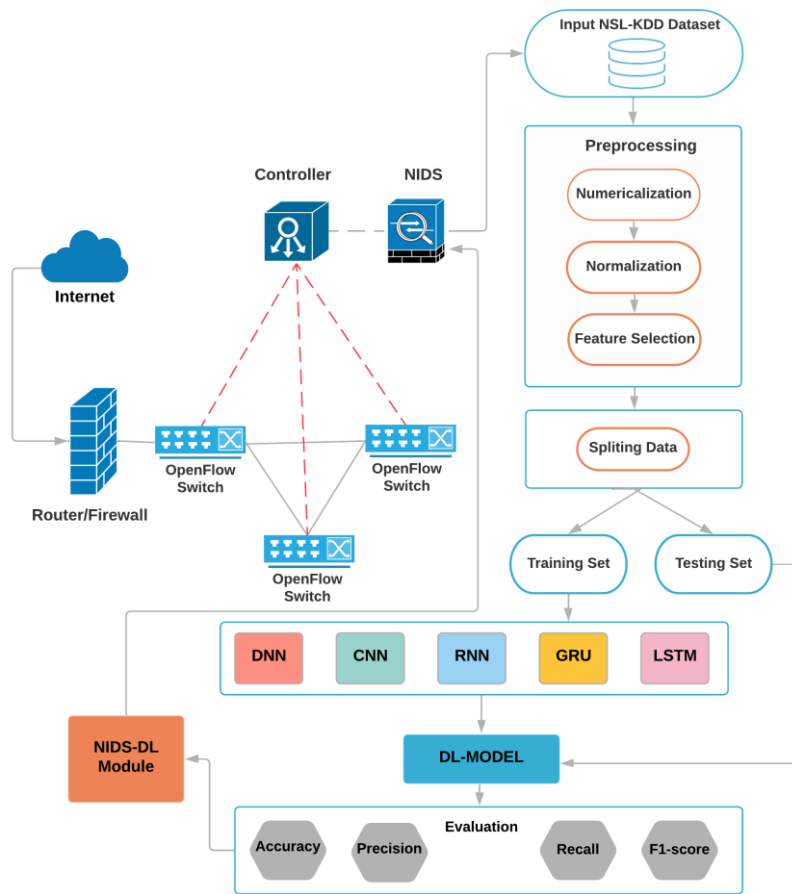 Input NSL-KDD Dataset
Preprocessing
Numericalization
Normalization
Feature Selection
Controller
NIDS
Internet
Router/Firewall
OpenFlow
Switch
OpenFlow
Switch
OpenFlow
Switch
Spliting Data
Training Set
Testing Set
DNN
CNN
RNN
GRU
LSTM
NIDS-DL
Module
DL-MODEL
Evaluation
Accuracy
Precision
Recall
F1-score